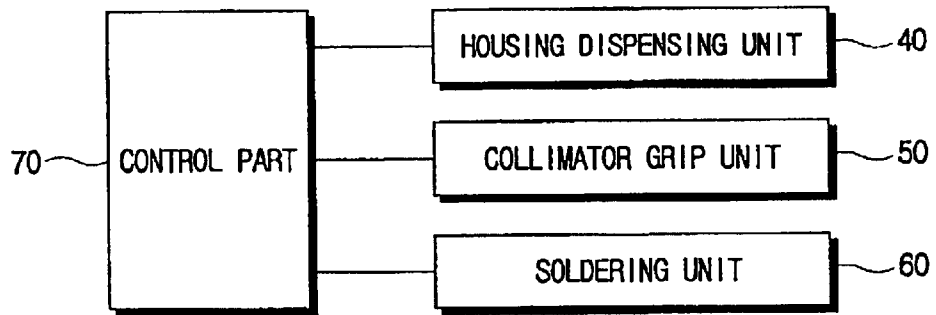 HOUSING DISPENSING UNIT 40
70 CONTROL PART
COLLIMATOR GRIP UNIT 50
SOLDERING UNIT 60